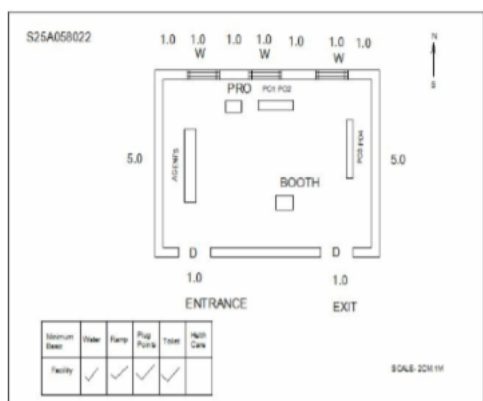 S25A058022
1.0 1.0 1.0 1.0 1.0 1.0 1.0
W W W
N
PRO PO1 PO2
AGENTS
5.0
5.0
BOOTH
D D
1.0 1.0
ENTRANCE EXIT
Minimum Basic Water Ramp Plug Points Toilet Helth Care
Facility
SCALE- 2CM:1M